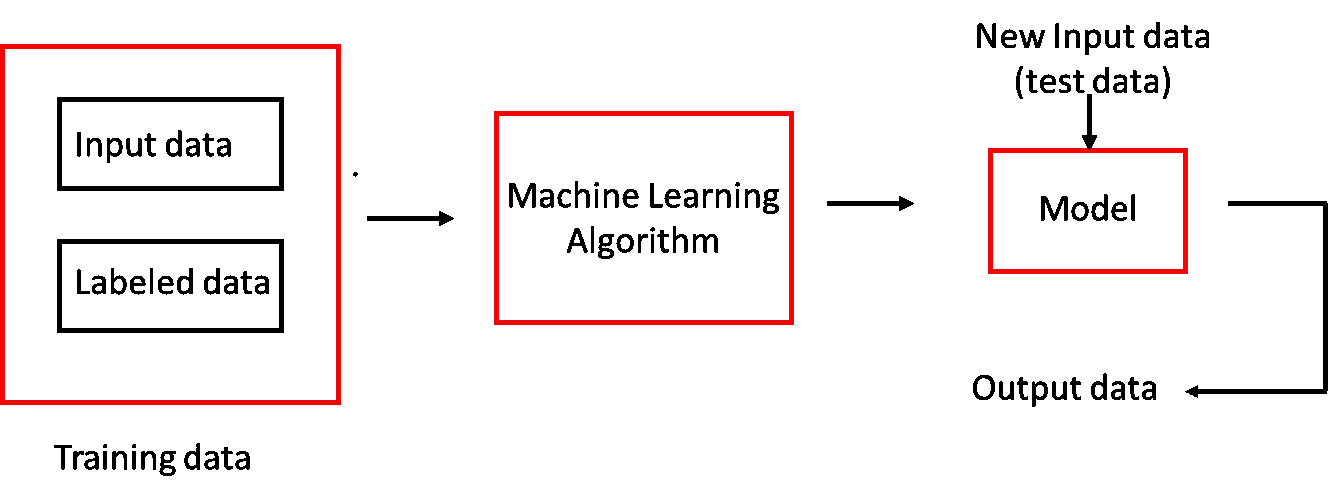 Input data
Labeled data
Training data
Machine Learning
Algorithm
New Input data
(test data)
Model
Output data